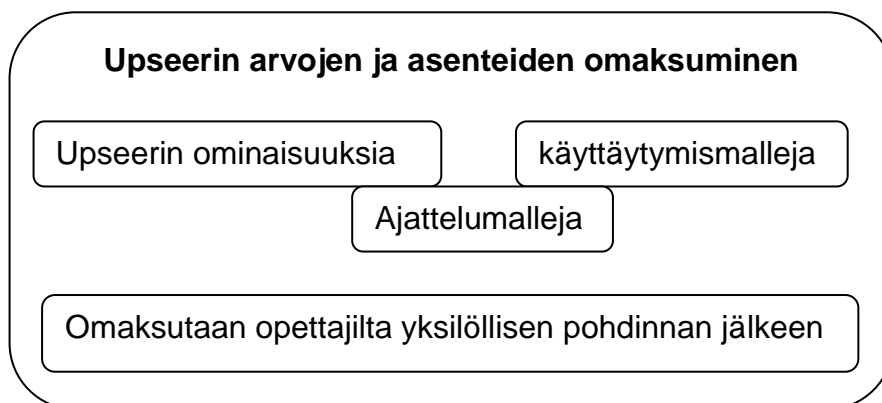 Upseerin arvojen ja asenteiden omaksuminen
Upseerin ominaisuuksia
käyttäytymismalleja
Ajattelumalleja
Omaksutaan opettajilta yksilöllisen pohdinnan jälkeen